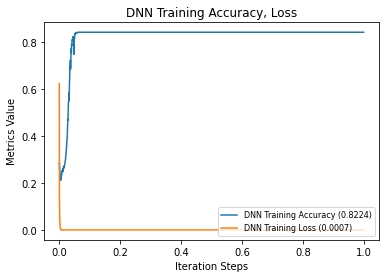 DNN Training Accuracy, Loss
Metrics Value
0.8
0.6
0.4
0.2
0.0
DNN Training Accuracy (0.8224)
DNN Training Loss (0.0007)
0.0 0.2 0.4 0.6 0.8 1.0
Iteration Steps